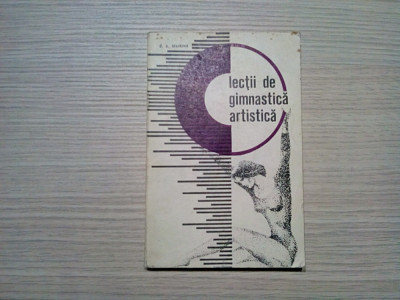 lecții de
gimnastică
artistică